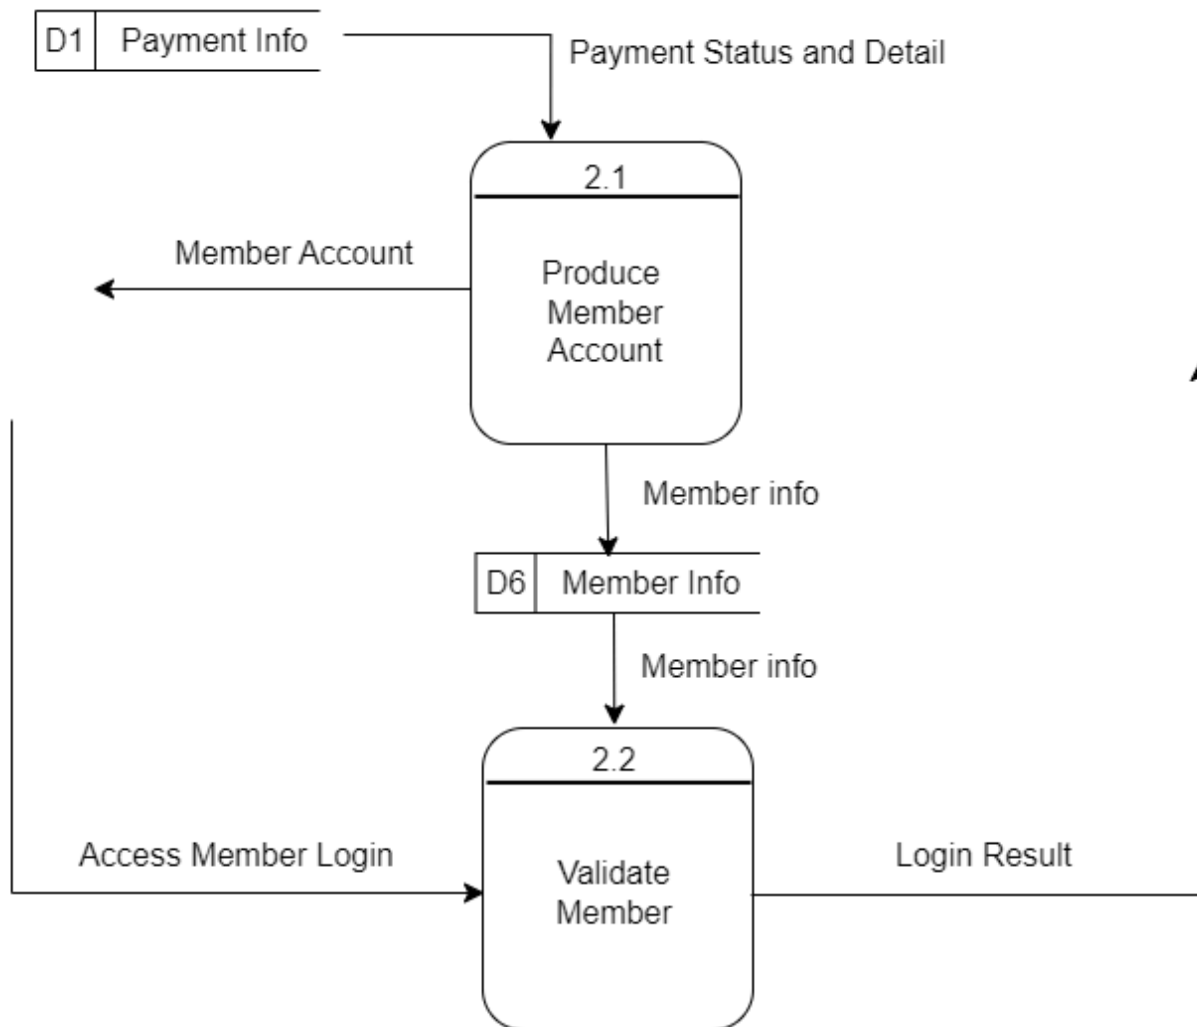 D1 Payment Info
Payment Status and Detail
2.1
Member Account
Produce
Member
Account
Member info
D6 Member Info
Member info
2.2
Access Member Login
Validate
Member
Login Result